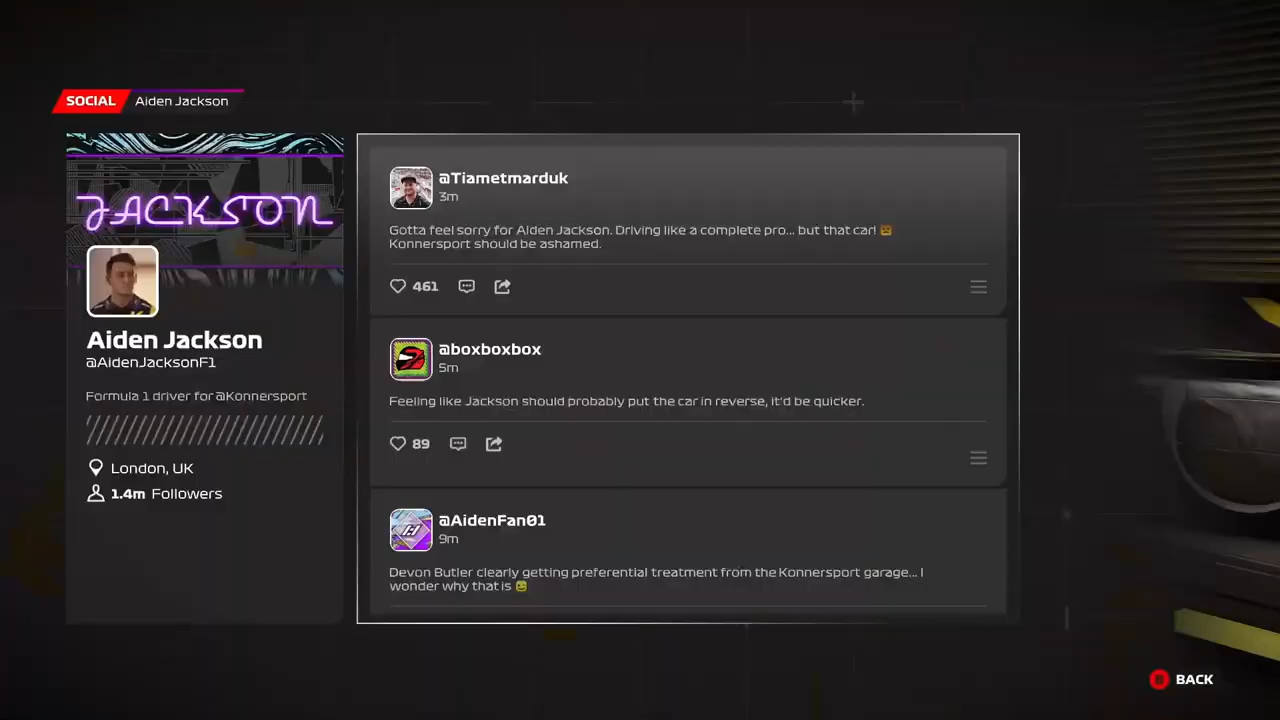 SOCIAL Aiden Jackson
JACKSON
Aiden Jackson
@AidenJacksonF1
Formula 1 driver for @Konnersport
London, UK
1.4m Followers
@Tiametmarduk
3m
Gotta feel sorry for Aiden Jackson. Driving like a complete pro... but that car! 😠
Konnersport should be ashamed.
461
@boxboxbox
5m
Feeling like Jackson should probably put the car in reverse, it'd be quicker.
89
@AidenFan01
9m
Devon Butler clearly getting preferential treatment from the Konnersport garage... I
wonder why that is
B BACK